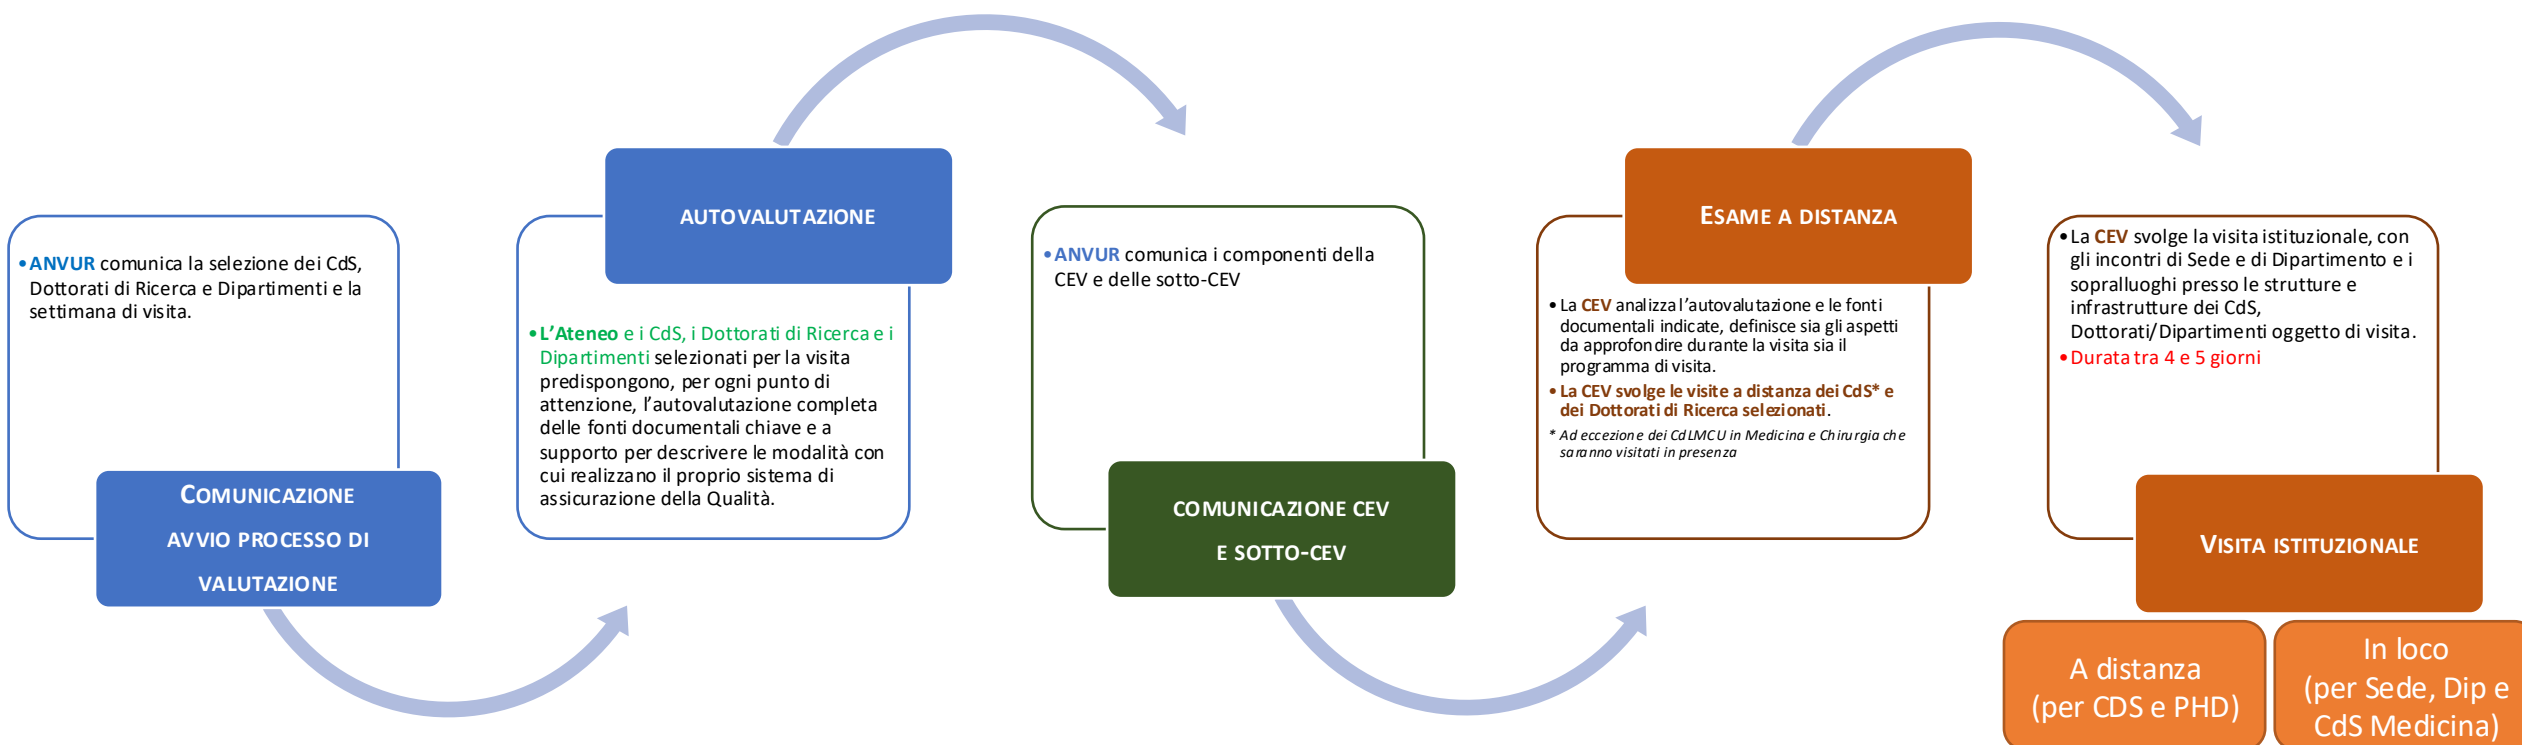 • ANVUR comunica la selezione dei CdS,
Dottorati di Ricerca e Dipartimenti e la
settimana di visita.
COMUNICAZIONE
AVVIO PROCESSO DI
VALUTAZIONE
AUTOVALUTAZIONE
• L’Ateneo e i CdS, i Dottorati di Ricerca e i
Dipartimenti selezionati per la visita
predispongono, per ogni punto di
attenzione, l’autovalutazione completa
delle fonti documentali chiave e a
supporto per descrivere le modalità con
cui realizzano il proprio sistema di
assicurazione della Qualità.
• ANVUR comunica i componenti della
CEV e delle sotto-CEV
COMUNICAZIONE CEV
E SOTTO-CEV
ESAME A DISTANZA
• La CEV analizza l’autovalutazione e le fonti
documentali indicate, definisce sia gli aspetti
da approfondire durante la visita sia il
programma di visita.
• La CEV svolge le visite a distanza dei CdS* e
dei Dottorati di Ricerca selezionati.
* Ad eccezione dei CdLMCU in Medicina e Chirurgia che
saranno visitati in presenza
• La CEV svolge la visita istituzionale, con
gli incontri di Sede e di Dipartimento e i
sopralluoghi presso le strutture e
infrastrutture dei CdS,
Dottorati/Dipartimenti oggetto di visita.
• Durata tra 4 e 5 giorni
VISITA ISTITUZIONALE
A distanza
(per CDS e PHD)
In loco
(per Sede, Dip e
CdS Medicina)